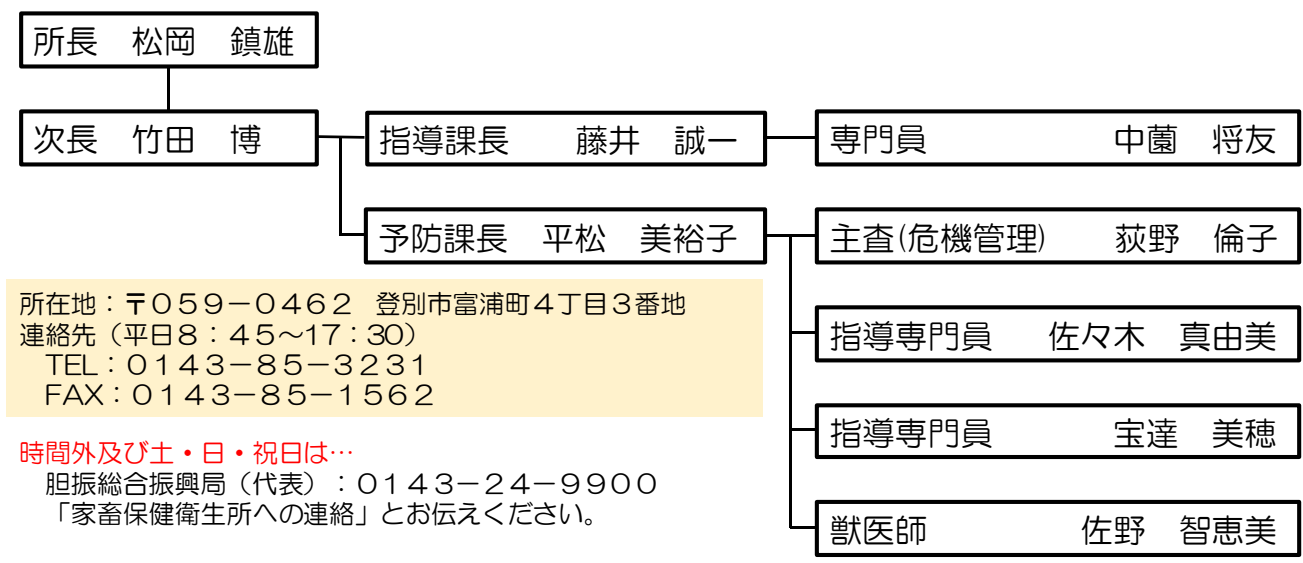 所長　松岡　鎮雄
次長　竹田　博
指導課長　　藤井　誠一
専門員　　　　　　中薗　将友
予防課長　平松　美裕子
主査(危機管理)　　荻野　倫子
指導専門員　　佐々木　真由美
指導専門員　　　　宝達　美穂
獣医師　　　　　佐野　智恵美
所在地：〒０５９－０４６２　登別市富浦町４丁目３番地
連絡先（平日８：４５～１７：３０）
　TEL：０１４３－８５－３２３１
　FAX：０１４３－８５－１５６２
時間外及び土・日・祝日は…
　胆振総合振興局（代表）：０１４３－２４－９９００
　「家畜保健衛生所への連絡」とお伝えください。